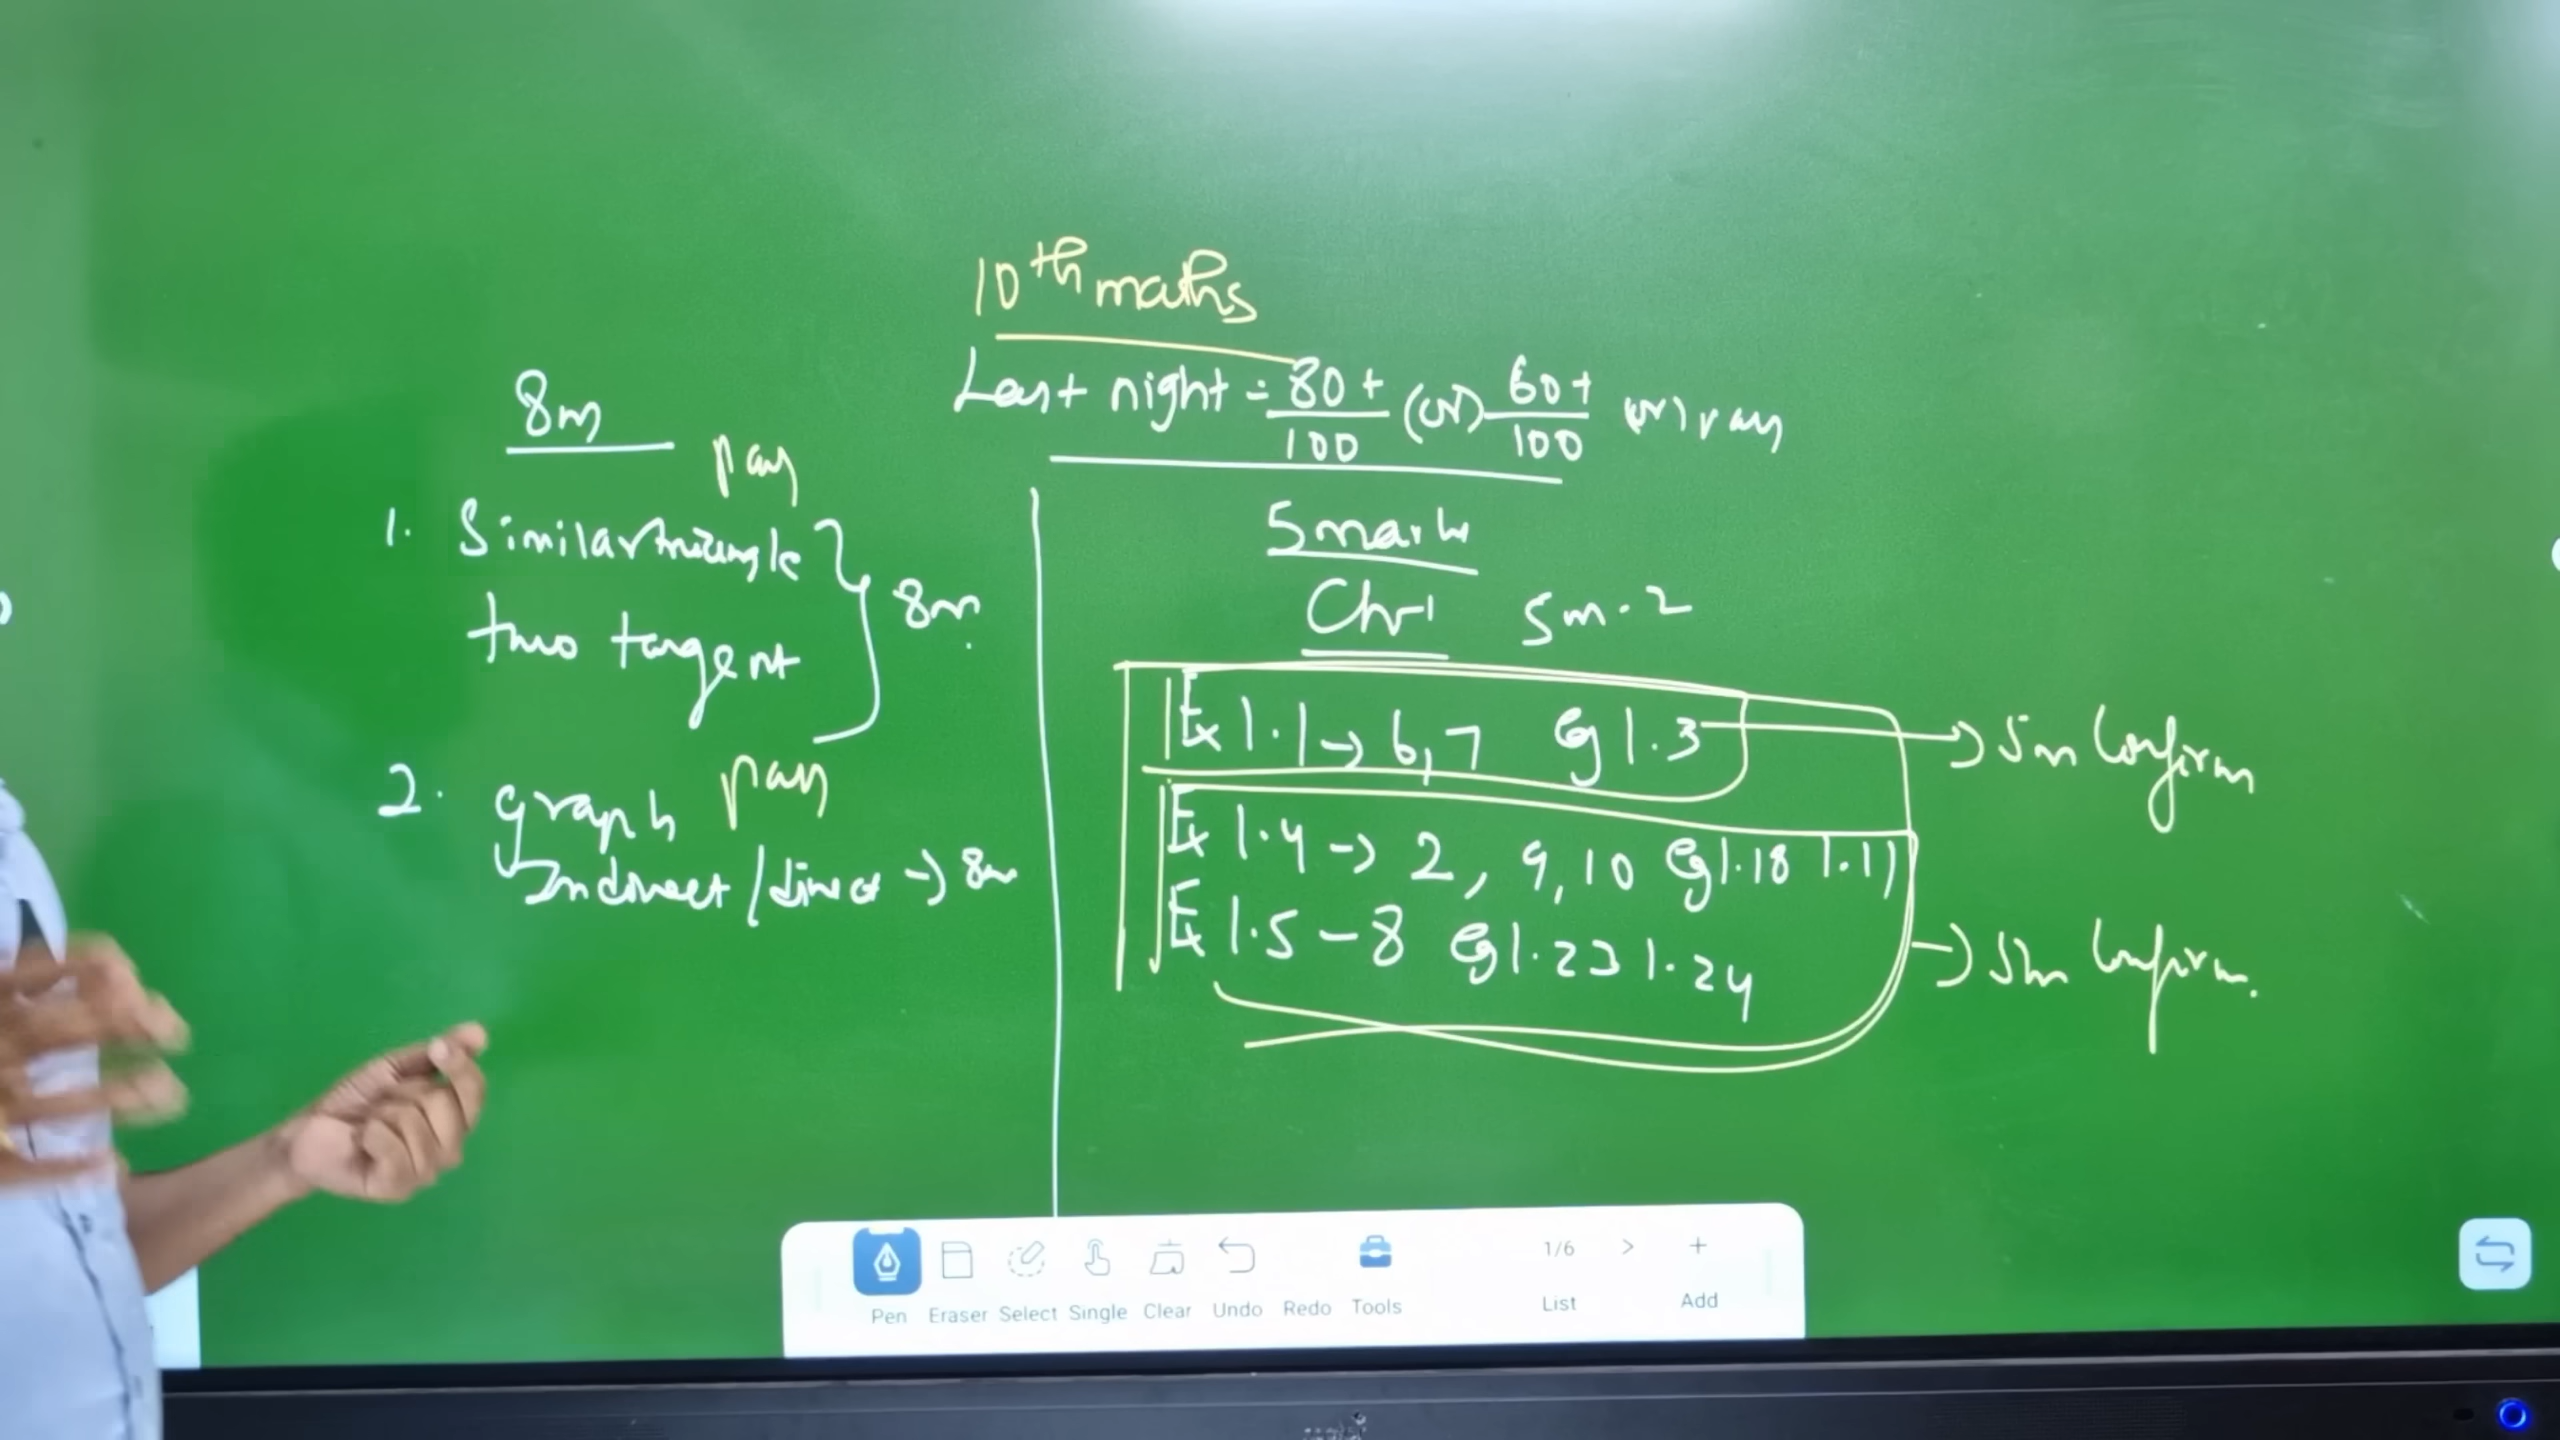 10th maths
Last night = 80+/100 (or) 60+/100 (or) pass
8m
pass
1. Similar triangle
two tangent
8m.
2. graph pass
Indirect / direct → 8m
5 mark
Ch-1 5m-2
Ex 1.1 → 6,7 Eg 1.3 → 5m Confirm
Ex 1.4 → 2, 9,10 Eg 1.18 1.11
Ex 1.5 - 8 Eg 1.23 1.24 → 5m Confirm.
Pen Eraser Select Single Clear Undo Redo Tools
1/6 > +
List Add